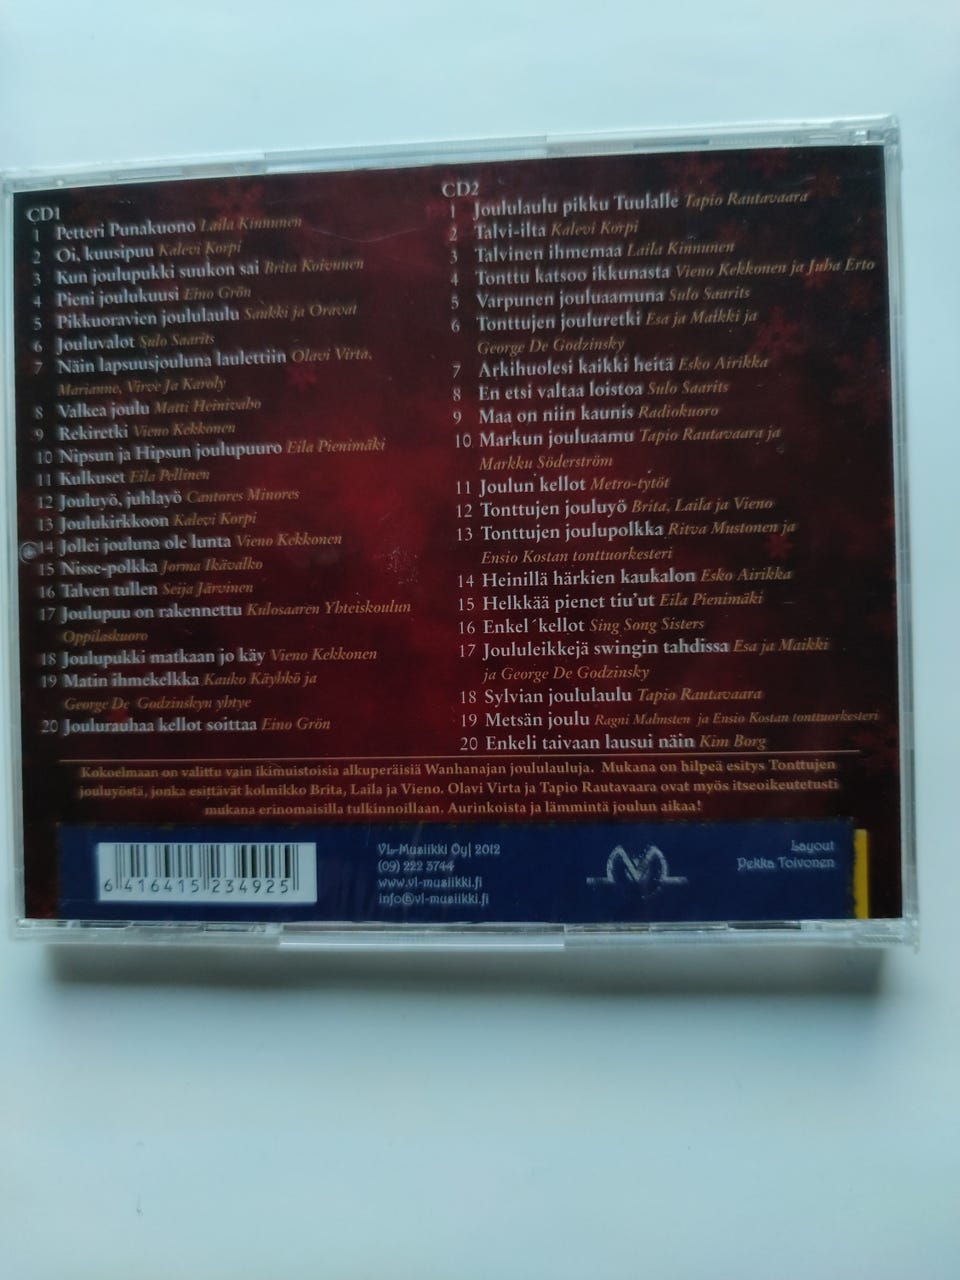 CD1
1 Petteri Punakuono Laila Kinnunen
2 Oi, kuusipuu Kalevi Korpi
3 Kun joulupukki suukon sai Brita Koivunen
4 Pieni joulukuusi Eino Grön
5 Pikkuoravien joululaulu Saukki ja Oravat
6 Jouluvalot Sulo Saarits
7 Näin lapsuusjouluna laulettiin Olavi Virta,
Marianne, Virve Ja Karoly
8 Valkea joulu Matti Heinivaho
9 Rekiretki Vieno Kekkonen
10 Nipsun ja Hipsun joulupuuro Eila Pienimäki
11 Kulkuset Eila Pellinen
12 Jouluyö, juhlayö Cantores Minores
13 Joulukirkkoon Kalevi Korpi
14 Jollei jouluna ole lunta Vieno Kekkonen
15 Nisse-polkka Jorma Ikävalko
16 Talven tullen Seija Järvinen
17 Joulupuu on rakennettu Kulosaaren Yhteiskoulun
Oppilaskuoro
18 Joulupukki matkaan jo käy Vieno Kekkonen
19 Matin ihmekelkka Kauko Käyhkö ja
George De Godzinskyn yhtye
20 Joulurauhaa kellot soittaa Eino Grön
CD2
1 Joululaulu pikku Tuulalle Tapio Rautavaara
2 Talvi-ilta Kalevi Korpi
3 Talvinen ihmemaa Laila Kinnunen
4 Tonttu katsoo ikkunasta Vieno Kekkonen ja Juha Erto
5 Varpunen jouluaamuna Sulo Saarits
6 Tonttujen jouluretki Esa ja Maikki ja
George De Godzinsky
7 Arkihuolesi kaikki heitä Esko Airikka
8 En etsi valtaa loistoa Sulo Saarits
9 Maa on niin kaunis Radiokuoro
10 Markun jouluaamu Tapio Rautavaara ja
Markku Söderström
11 Joulun kellot Metro-tytöt
12 Tonttujen jouluyö Brita, Laila ja Vieno
13 Tonttujen joulupolkka Ritva Mustonen ja
Ensio Kostan tonttuorkesteri
14 Heinillä härkien kaukalon Esko Airikka
15 Helkkää pienet tiu'ut Eila Pienimäki
16 Enkel´kellot Sing Song Sisters
17 Joululeikkejä swingin tahdissa Esa ja Maikki
ja George De Godzinsky
18 Sylvian joululaulu Tapio Rautavaara
19 Metsän joulu Ragni Malmsten ja Ensio Kostan tonttuorkesteri
20 Enkeli taivaan lausui näin Kim Borg
Kokoelmaan on valittu vain ikimuistoisia alkuperäisiä Wanhanajan joululauluja. Mukana on hilpeä esitys Tonttujen
jouluyöstä, jonka esittävät kolmikko Brita, Laila ja Vieno. Olavi Virta ja Tapio Rautavaara ovat myös itseoikeutetusti
mukana erinomaisilla tulkinnoillaan. Aurinkoista ja lämmintä joulun aikaa!
6 416415 234925
VL-Musiikki Oy| 2012
(09) 222 3744
www.vl-musiikki.fi
info@vl-musiikki.fi
Layout
Pekka Toivonen